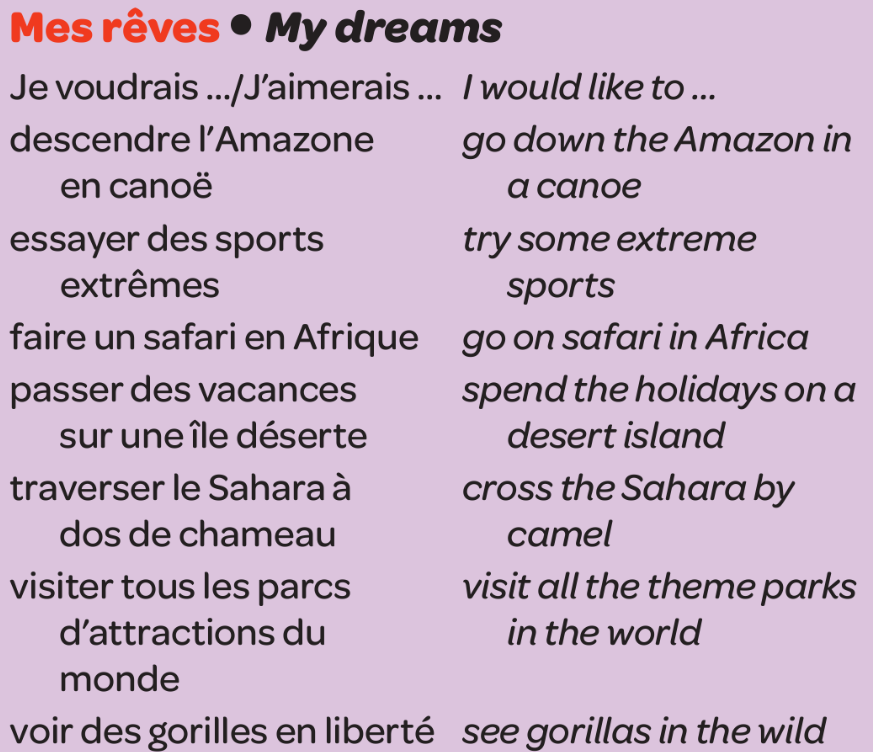 Mes rêves • My dreams
Je voudrais .../J'aimerais ... I would like to ...
descendre l'Amazone go down the Amazon in
en canoë a canoe
essayer des sports try some extreme
extrêmes sports
faire un safari en Afrique go on safari in Africa
passer des vacances spend the holidays on a
sur une île déserte desert island
traverser le Sahara à cross the Sahara by
dos de chameau camel
visiter tous les parcs visit all the theme parks
d'attractions du in the world
monde
voir des gorilles en liberté see gorillas in the wild